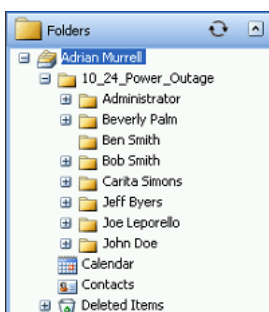 Folders
Adrian Murrell
10_24_Power_Outage
Administrator
Beverly Palm
Ben Smith
Bob Smith
Carita Simons
Jeff Byers
Joe Leporello
John Doe
Calendar
Contacts
Deleted Items